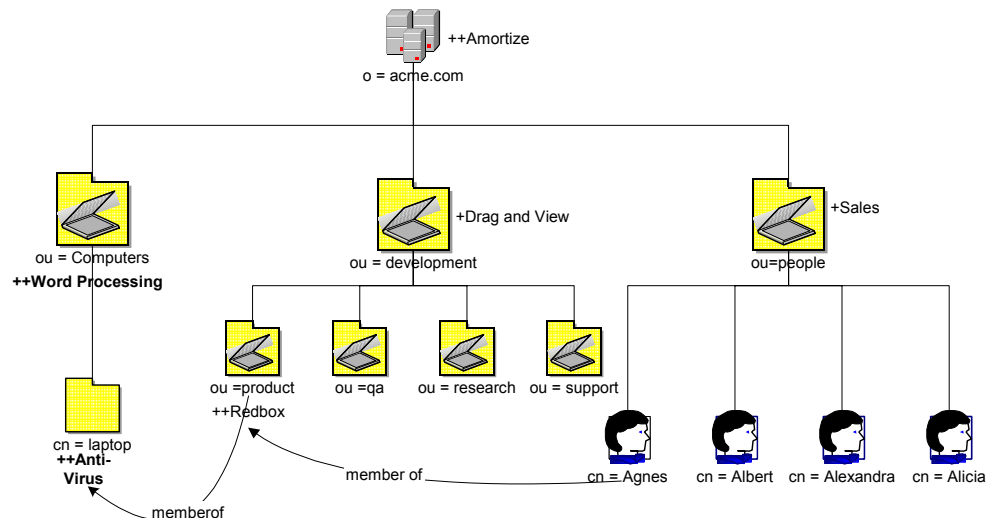 ++Amortize
o = acme.com
+Drag and View
+Sales
ou = Computers
++Word Processing
ou = development
ou=people
ou =product
ou =qa
ou = research
ou = support
++Redbox
cn = laptop
++Anti-
Virus
member of
cn = Agnes
cn = Albert
cn = Alexandra
cn = Alicia
memberof